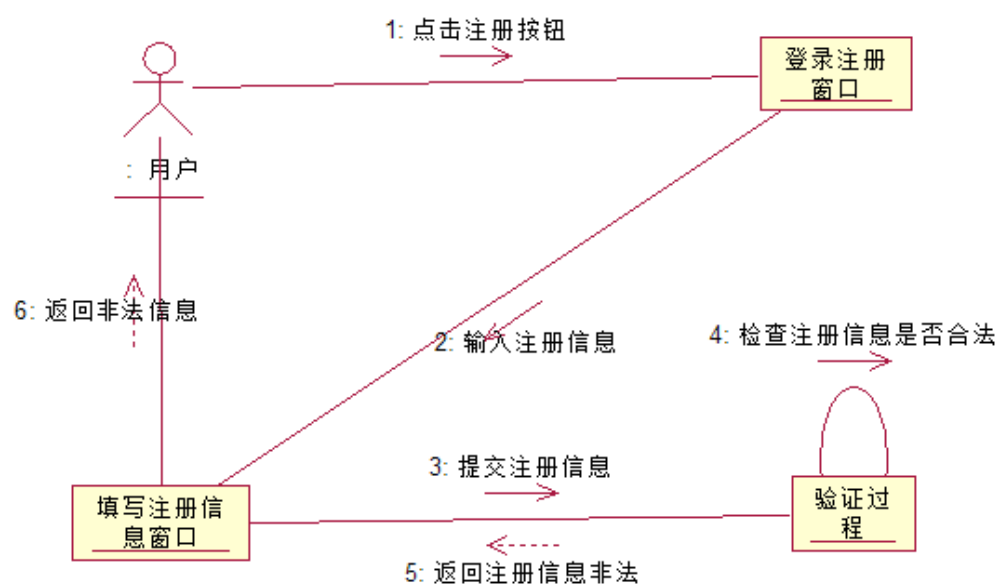 1: 点击注册按钮
登录注册
窗口
: 用户
6: 返回非法信息
2: 输入注册信息
4: 检查注册信息是否合法
3: 提交注册信息
填写注册信
息窗口
验证过
程
5: 返回注册信息非法